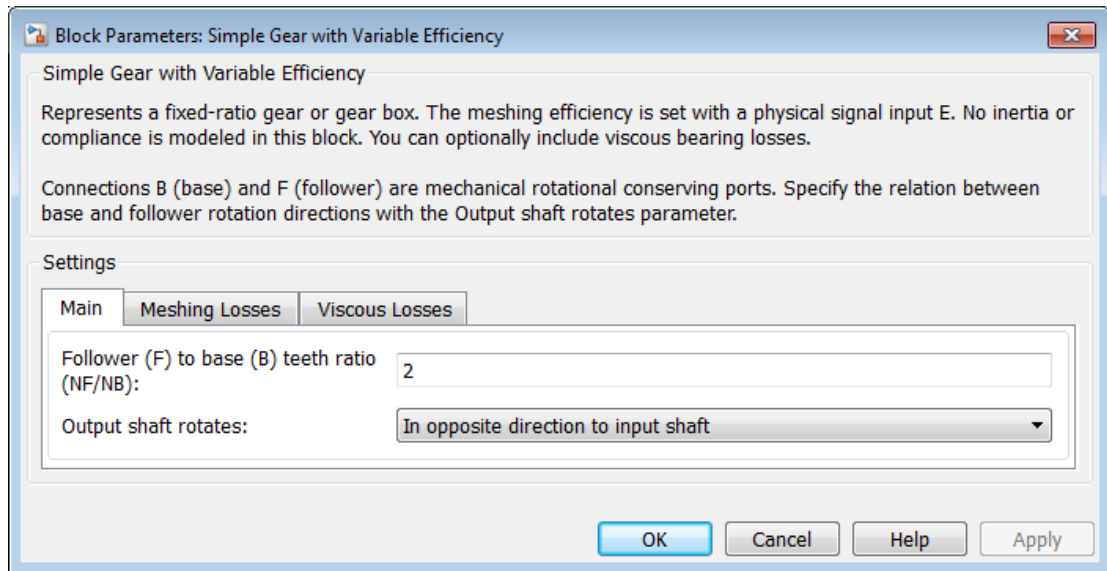 Block Parameters: Simple Gear with Variable Efficiency
Simple Gear with Variable Efficiency
Represents a fixed-ratio gear or gear box. The meshing efficiency is set with a physical signal input E. No inertia or
compliance is modeled in this block. You can optionally include viscous bearing losses.
Connections B (base) and F (follower) are mechanical rotational conserving ports. Specify the relation between
base and follower rotation directions with the Output shaft rotates parameter.
Settings
Main Meshing Losses Viscous Losses
Follower (F) to base (B) teeth ratio
(NF/NB):
2
Output shaft rotates:
In opposite direction to input shaft
OK Cancel Help Apply